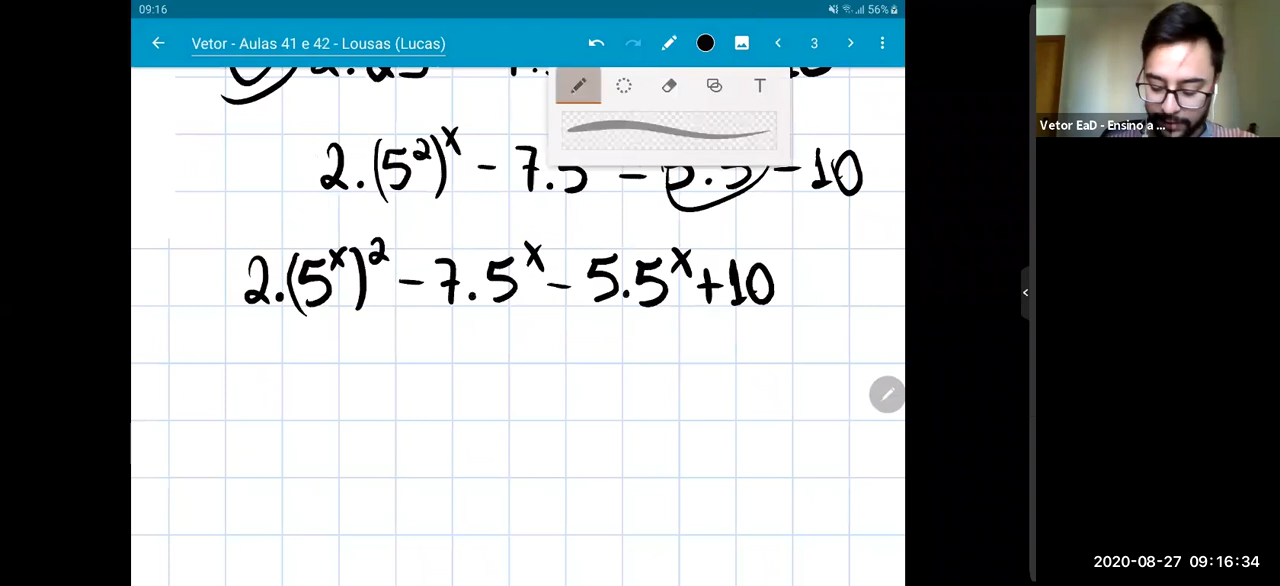 09:16 56%
Vetor - Aulas 41 e 42 - Lousas (Lucas) 3
T
2.(5²)ˣ - 7.5 - - 10
2.(5ˣ)² - 7.5ˣ - 5.5ˣ + 10
Vetor EaD - Ensino a ...
2020-08-27 09:16:34